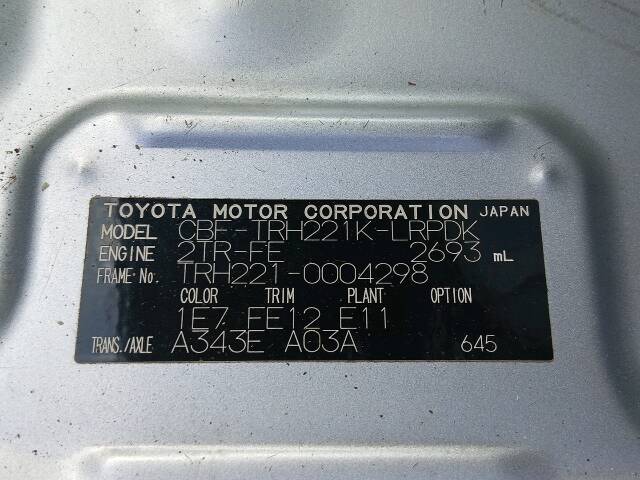 TOYOTA MOTOR CORPORATION JAPAN
MODEL CBF-TRH221K-LRPDK
ENGINE 2TR-FE 2693 mL
FRAME No. TRH221-0004298
COLOR TRIM PLANT OPTION
1E7 FE12 E11
TRANS./AXLE A343E A03A 645